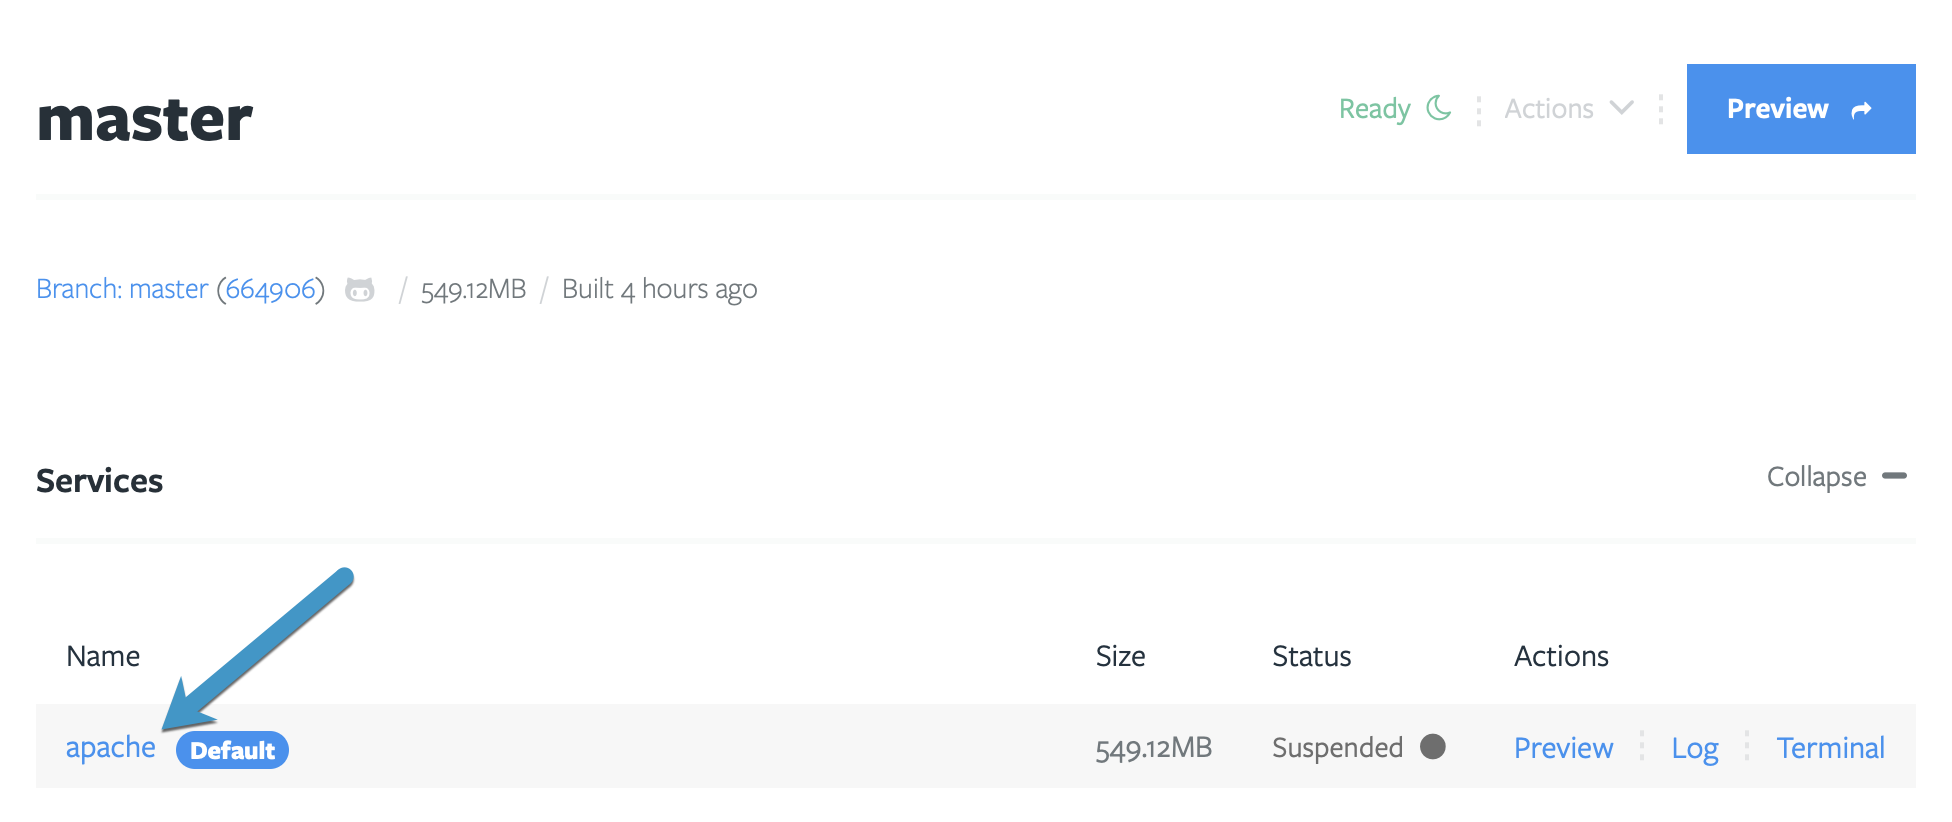 master
Ready Actions Preview
Branch: master (664906) / 549.12MB / Built 4 hours ago
Services Collapse
Name Size Status Actions
apache Default 549.12MB Suspended Preview Log Terminal